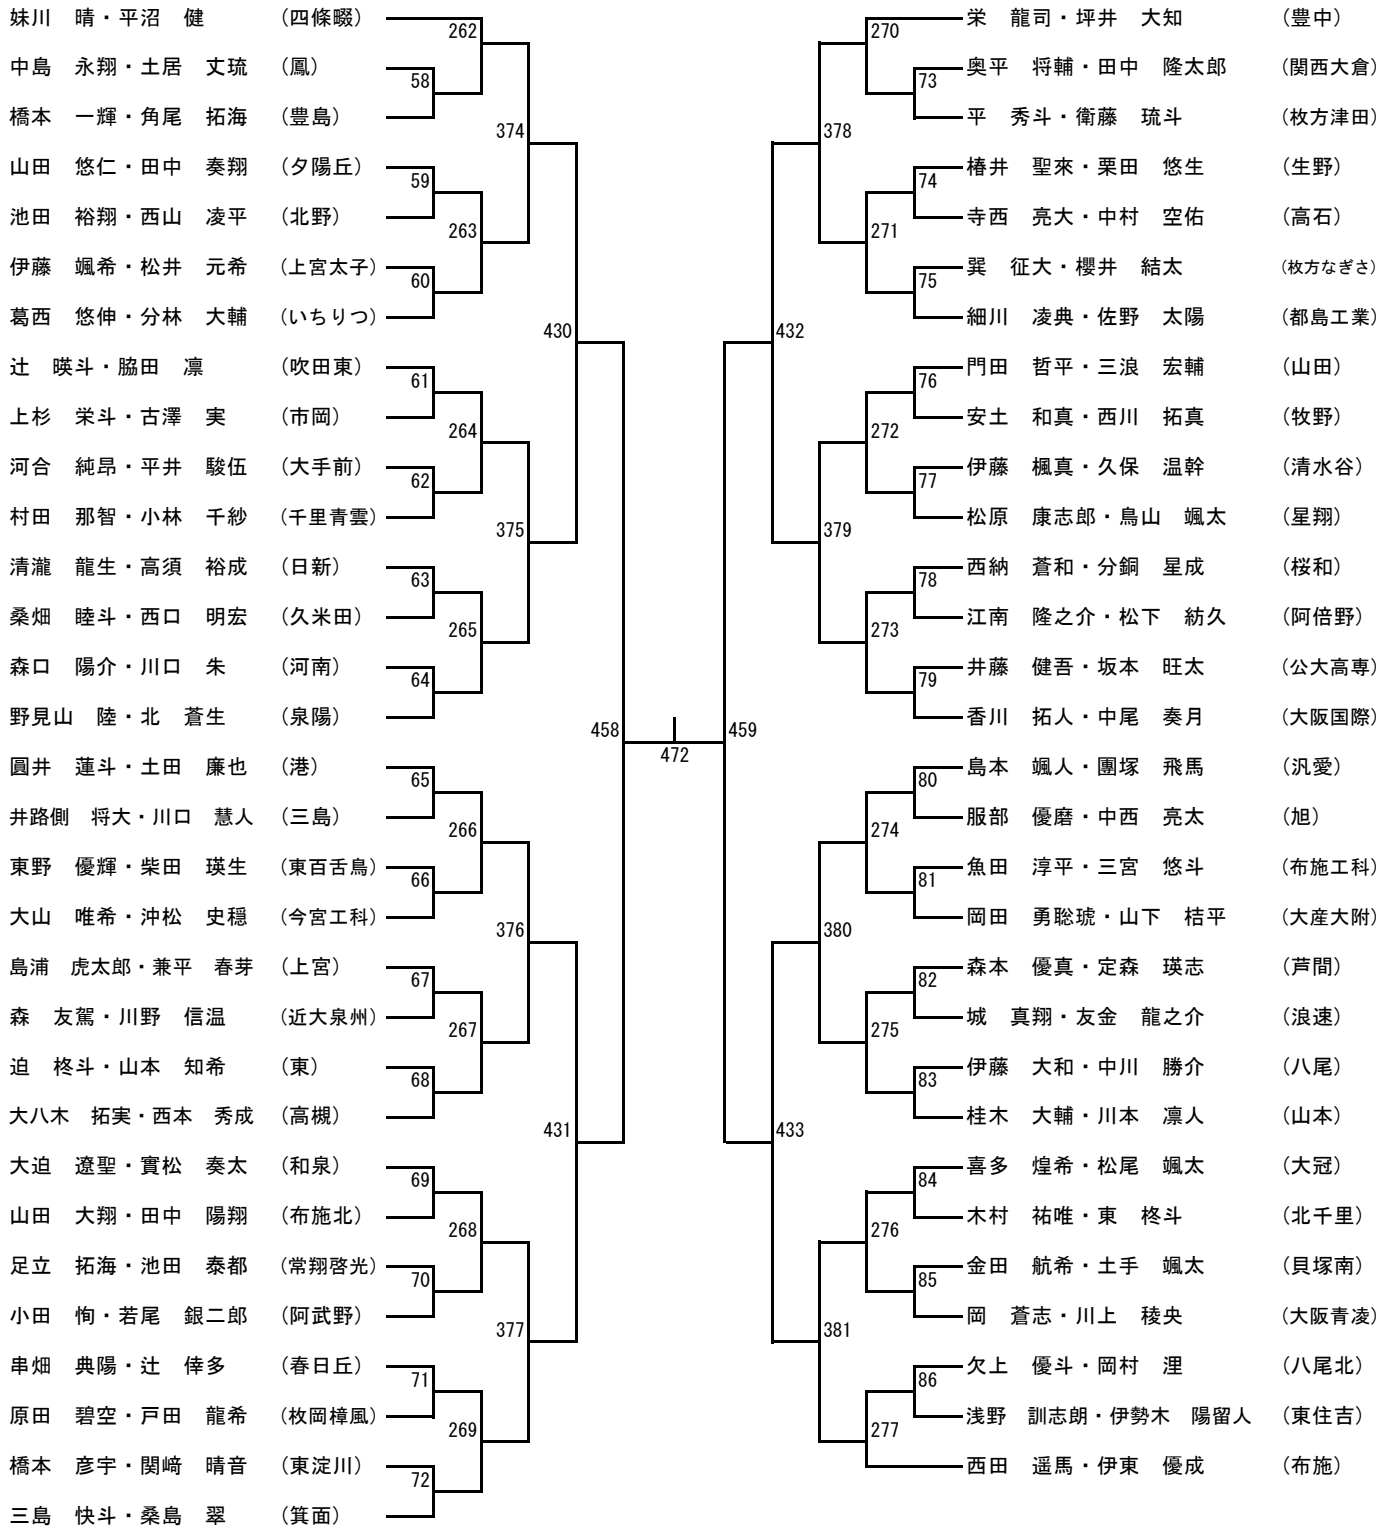 妹川　晴・平沼　健　（四條畷）
中島　永翔・土居　丈琉　（鳳）
橋本　一輝・角尾　拓海　（豊島）
山田　悠仁・田中　奏翔　（夕陽丘）
池田　裕翔・西山　凌平　（北野）
伊藤　颯希・松井　元希　（上宮太子）
葛西　悠伸・分林　大輔　（いちりつ）
辻　暎斗・脇田　凛　（吹田東）
上杉　栄斗・古澤　実　（市岡）
河合　純昂・平井　駿伍　（大手前）
村田　那智・小林　千紗　（千里青雲）
清瀧　龍生・高須　裕成　（日新）
桑畑　睦斗・西口　明宏　（久米田）
森口　陽介・川口　朱　（河南）
野見山　陸・北　蒼生　（泉陽）
圓井　蓮斗・土田　廉也　（港）
井路側　将大・川口　慧人　（三島）
東野　優輝・柴田　瑛生　（東百舌鳥）
大山　唯希・沖松　史穏　（今宮工科）
島浦　虎太郎・兼平　春芽　（上宮）
森　友駕・川野　信温　（近大泉州）
迫　柊斗・山本　知希　（東）
大八木　拓実・西本　秀成　（高槻）
大迫　遼聖・實松　奏太　（和泉）
山田　大翔・田中　陽翔　（布施北）
足立　拓海・池田　泰都　（常翔啓光）
小田　恂・若尾　銀二郎　（阿武野）
串畑　典陽・辻　倖多　（春日丘）
原田　碧空・戸田　龍希　（枚岡樟風）
橋本　彦宇・関﨑　晴音　（東淀川）
三島　快斗・桑島　翠　（箕面）
58
59
60
61
62
63
64
65
66
67
68
69
70
71
72
262
263
264
265
266
267
268
269
374
375
376
377
430
431
458
472
459
432
433
378
379
380
381
270
271
272
273
274
275
276
277
73
74
75
76
77
78
79
80
81
82
83
84
85
86
栄　龍司・坪井　大知　（豊中）
奥平　将輔・田中　隆太郎　（関西大倉）
平　秀斗・衛藤　琉斗　（枚方津田）
椿井　聖來・栗田　悠生　（生野）
寺西　亮大・中村　空佑　（高石）
巽　征大・櫻井　結太　（枚方なぎさ）
細川　凌典・佐野　太陽　（都島工業）
門田　哲平・三浪　宏輔　（山田）
安土　和真・西川　拓真　（牧野）
伊藤　楓真・久保　温幹　（清水谷）
松原　康志郎・鳥山　颯太　（星翔）
西納　蒼和・分銅　星成　（桜和）
江南　隆之介・松下　紡久　（阿倍野）
井藤　健吾・坂本　旺太　（公大高専）
香川　拓人・中尾　奏月　（大阪国際）
島本　颯人・團塚　飛馬　（汎愛）
服部　優磨・中西　亮太　（旭）
魚田　淳平・三宮　悠斗　（布施工科）
岡田　勇聡琥・山下　桔平　（大産大附）
森本　優真・定森　瑛志　（芦間）
城　真翔・友金　龍之介　（浪速）
伊藤　大和・中川　勝介　（八尾）
桂木　大輔・川本　凛人　（山本）
喜多　煌希・松尾　颯太　（大冠）
木村　祐唯・東　柊斗　（北千里）
金田　航希・土手　颯太　（貝塚南）
岡　蒼志・川上　稜央　（大阪青凌）
欠上　優斗・岡村　浬　（八尾北）
浅野　訓志朗・伊勢木　陽留人　（東住吉）
西田　遥馬・伊東　優成　（布施）